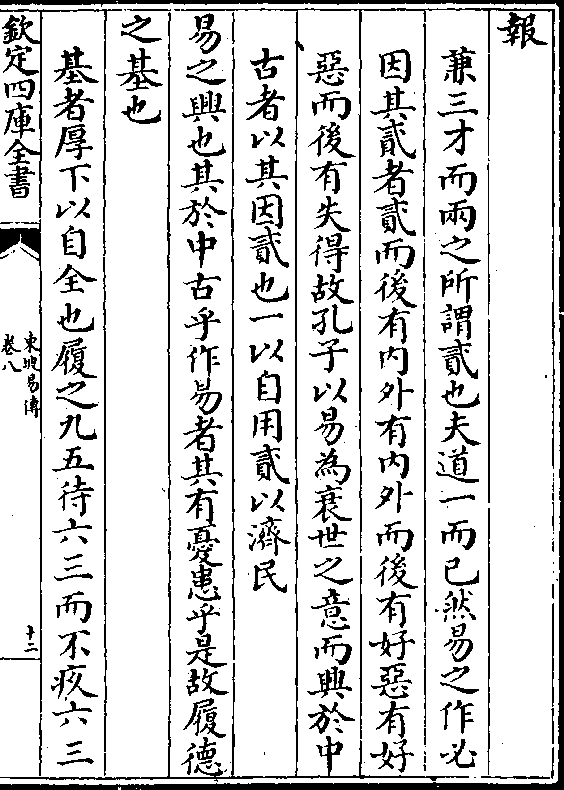 報
兼三才而兩之所謂貳也夫道一而已然易之作必
因其貳者貳而後有内外有内外而後有好惡有好
惡而後有失得故孔子以易為衰世之意而興於中
古者以其因貳也一以自用貳以濟民
易之興也其於中古乎作易者其有憂患乎是故履德
之基也
基者厚下以自全也履之九五待六三而不疚六三
欽定四庫全書
東坡易傳
卷八
十二